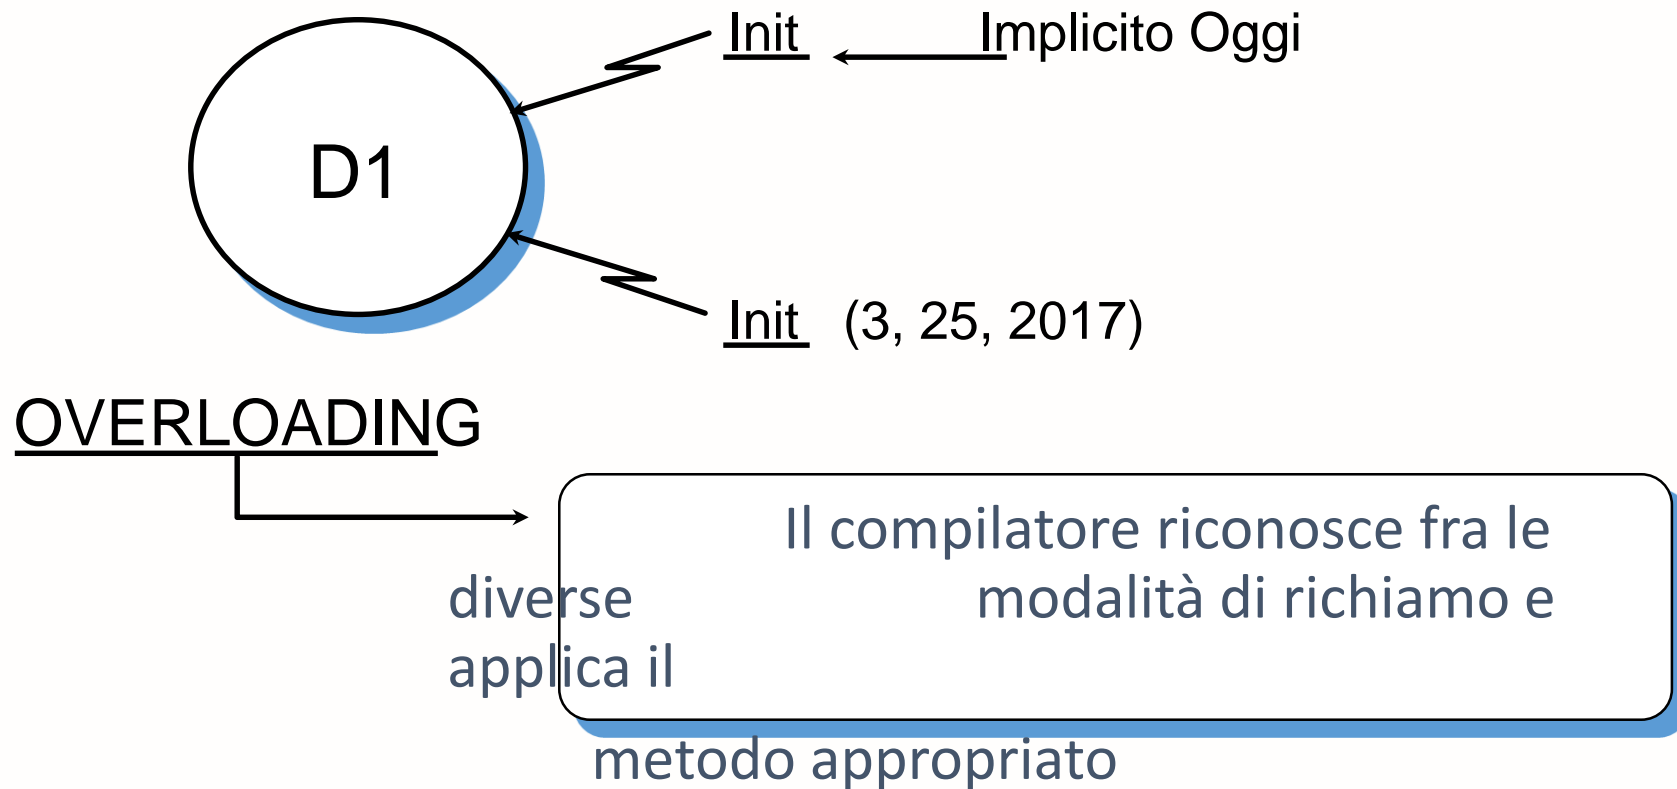 Init Implicito Oggi
D1
Init (3, 25, 2017)
OVERLOADING
Il compilatore riconosce fra le
diverse modalità di richiamo e
applica il
metodo appropriato